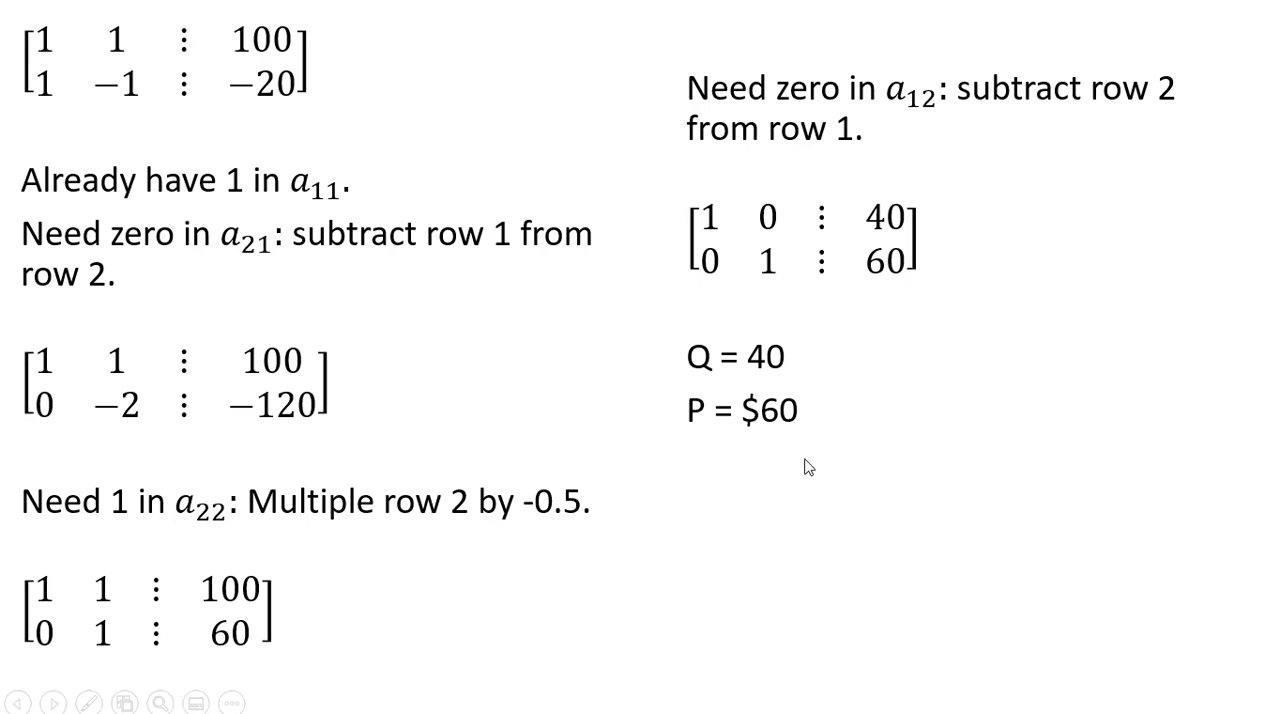 1 1 ⋮ 100
1 −1 ⋮ −20
Already have 1 in a₁₁.
Need zero in a₂₁: subtract row 1 from
row 2.
1 1 ⋮ 100
0 −2 ⋮ −120
Need 1 in a₂₂: Multiple row 2 by -0.5.
1 1 ⋮ 100
0 1 ⋮ 60
Need zero in a₁₂: subtract row 2
from row 1.
1 0 ⋮ 40
0 1 ⋮ 60
Q = 40
P = $60